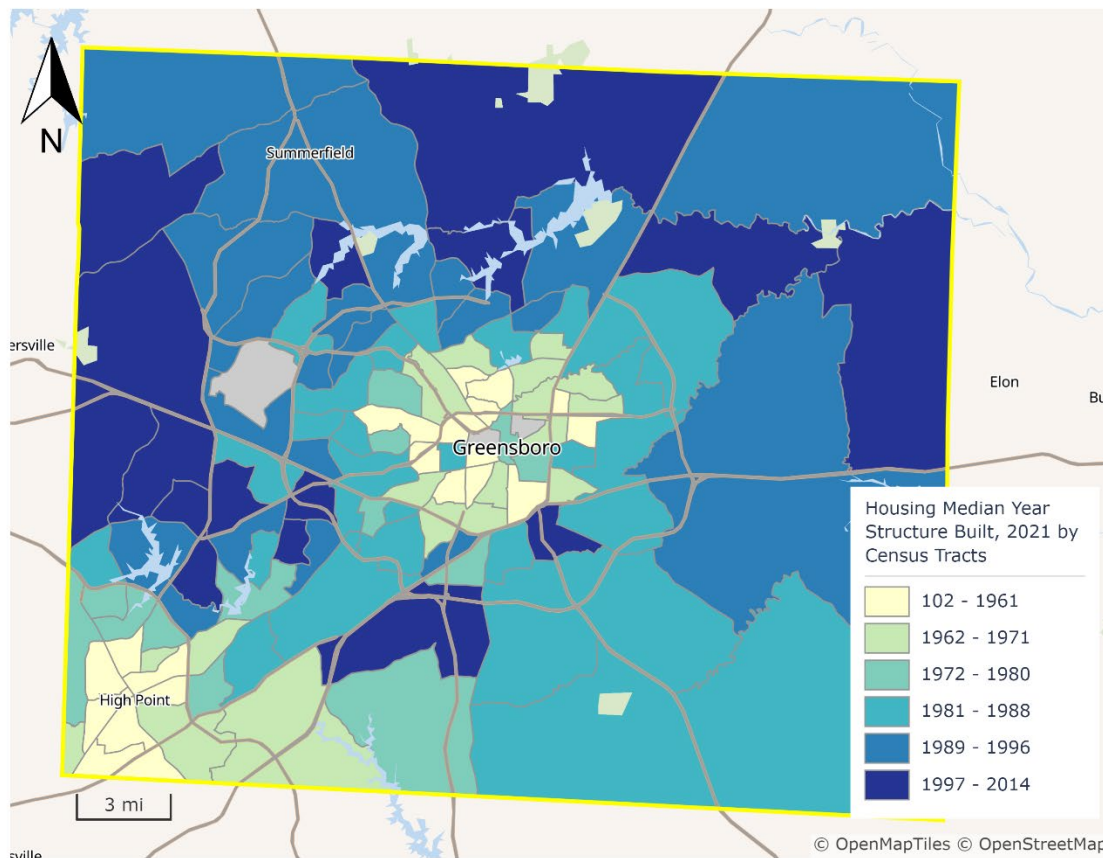 N
Summerfield
ersville
Elon
Bu
Greensboro
High Point
3 mi
sville
Housing Median Year
Structure Built, 2021 by
Census Tracts
102 - 1961
1962 - 1971
1972 - 1980
1981 - 1988
1989 - 1996
1997 - 2014
© OpenMapTiles © OpenStreetMap